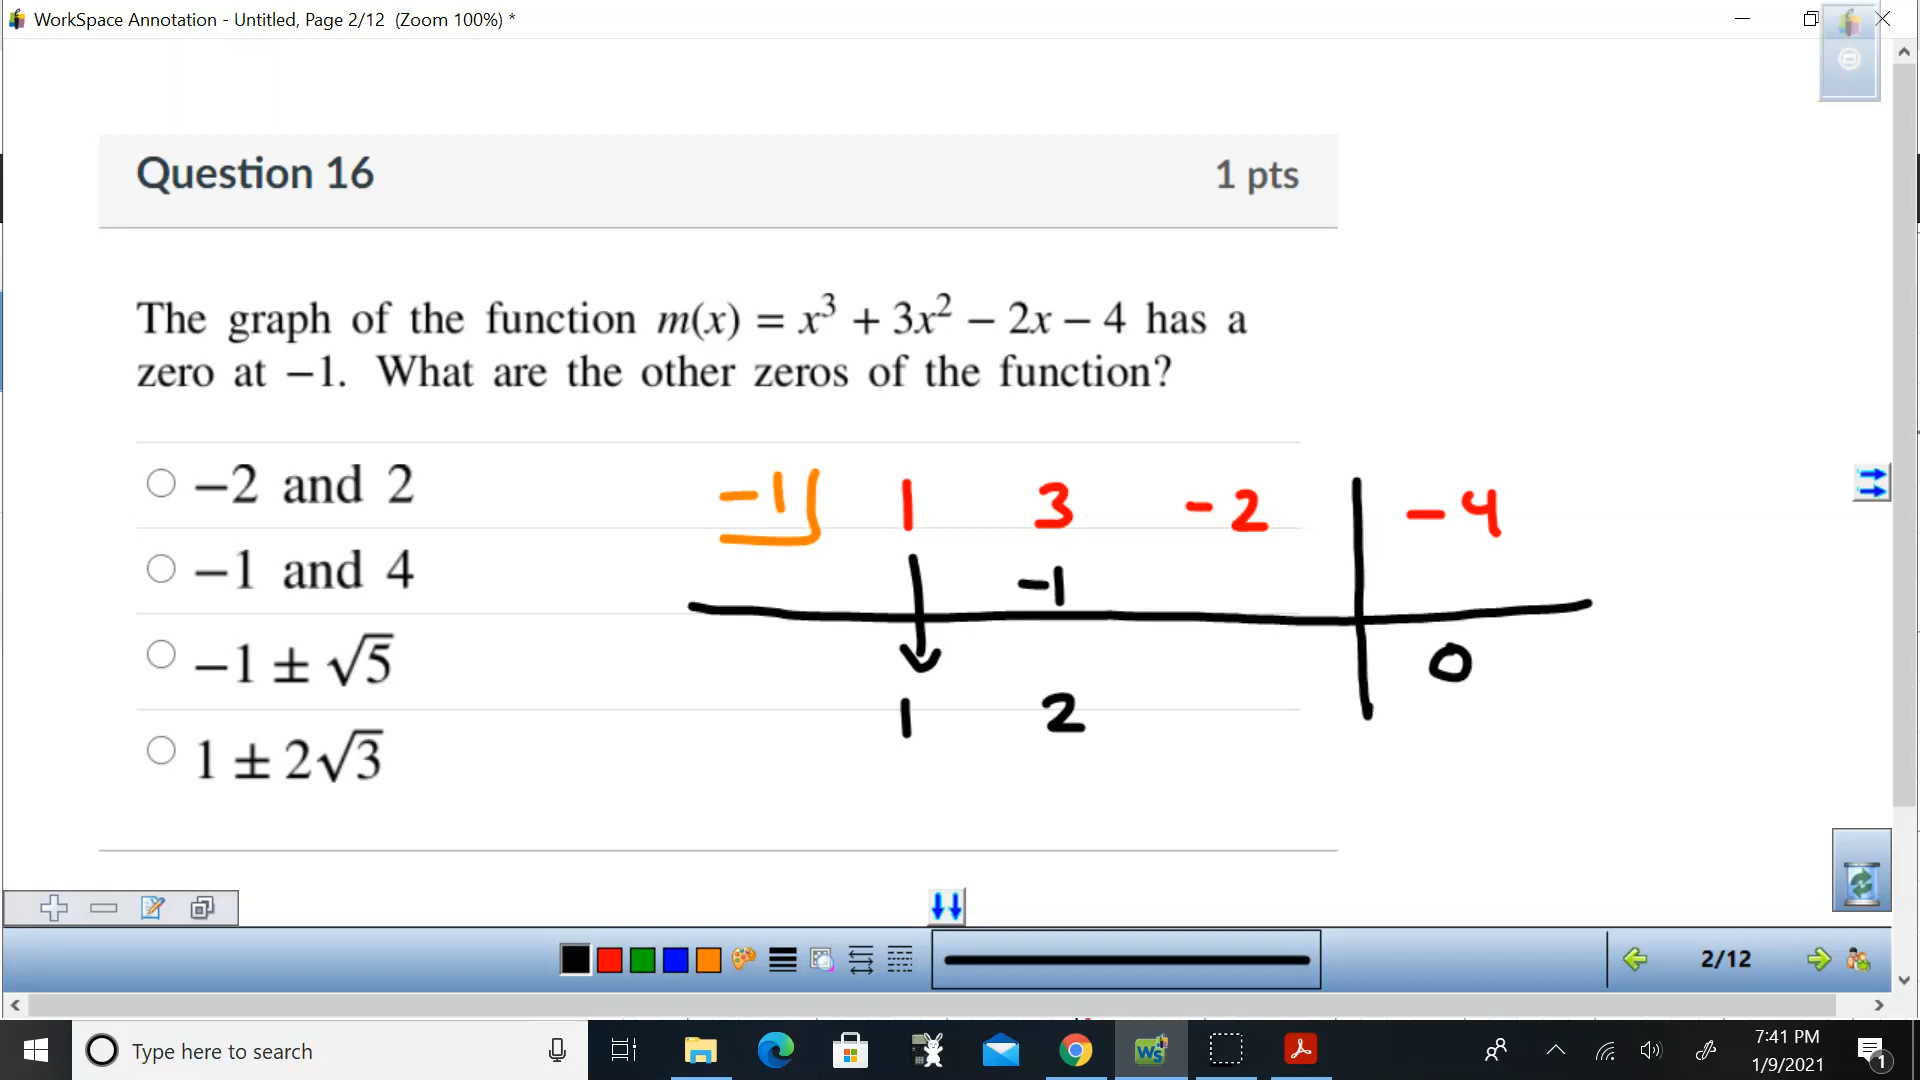 WorkSpace Annotation - Untitled, Page 2/12 (Zoom 100%) *
Question 16 1 pts
The graph of the function m(x) = x³ + 3x² − 2x − 4 has a
zero at −1. What are the other zeros of the function?
−2 and 2
−1 and 4
−1 ± √5
1 ± 2√3
-1 1 3 -2 -4
-1
0
1 2
2/12
Type here to search
WS
7:41 PM
1/9/2021
1